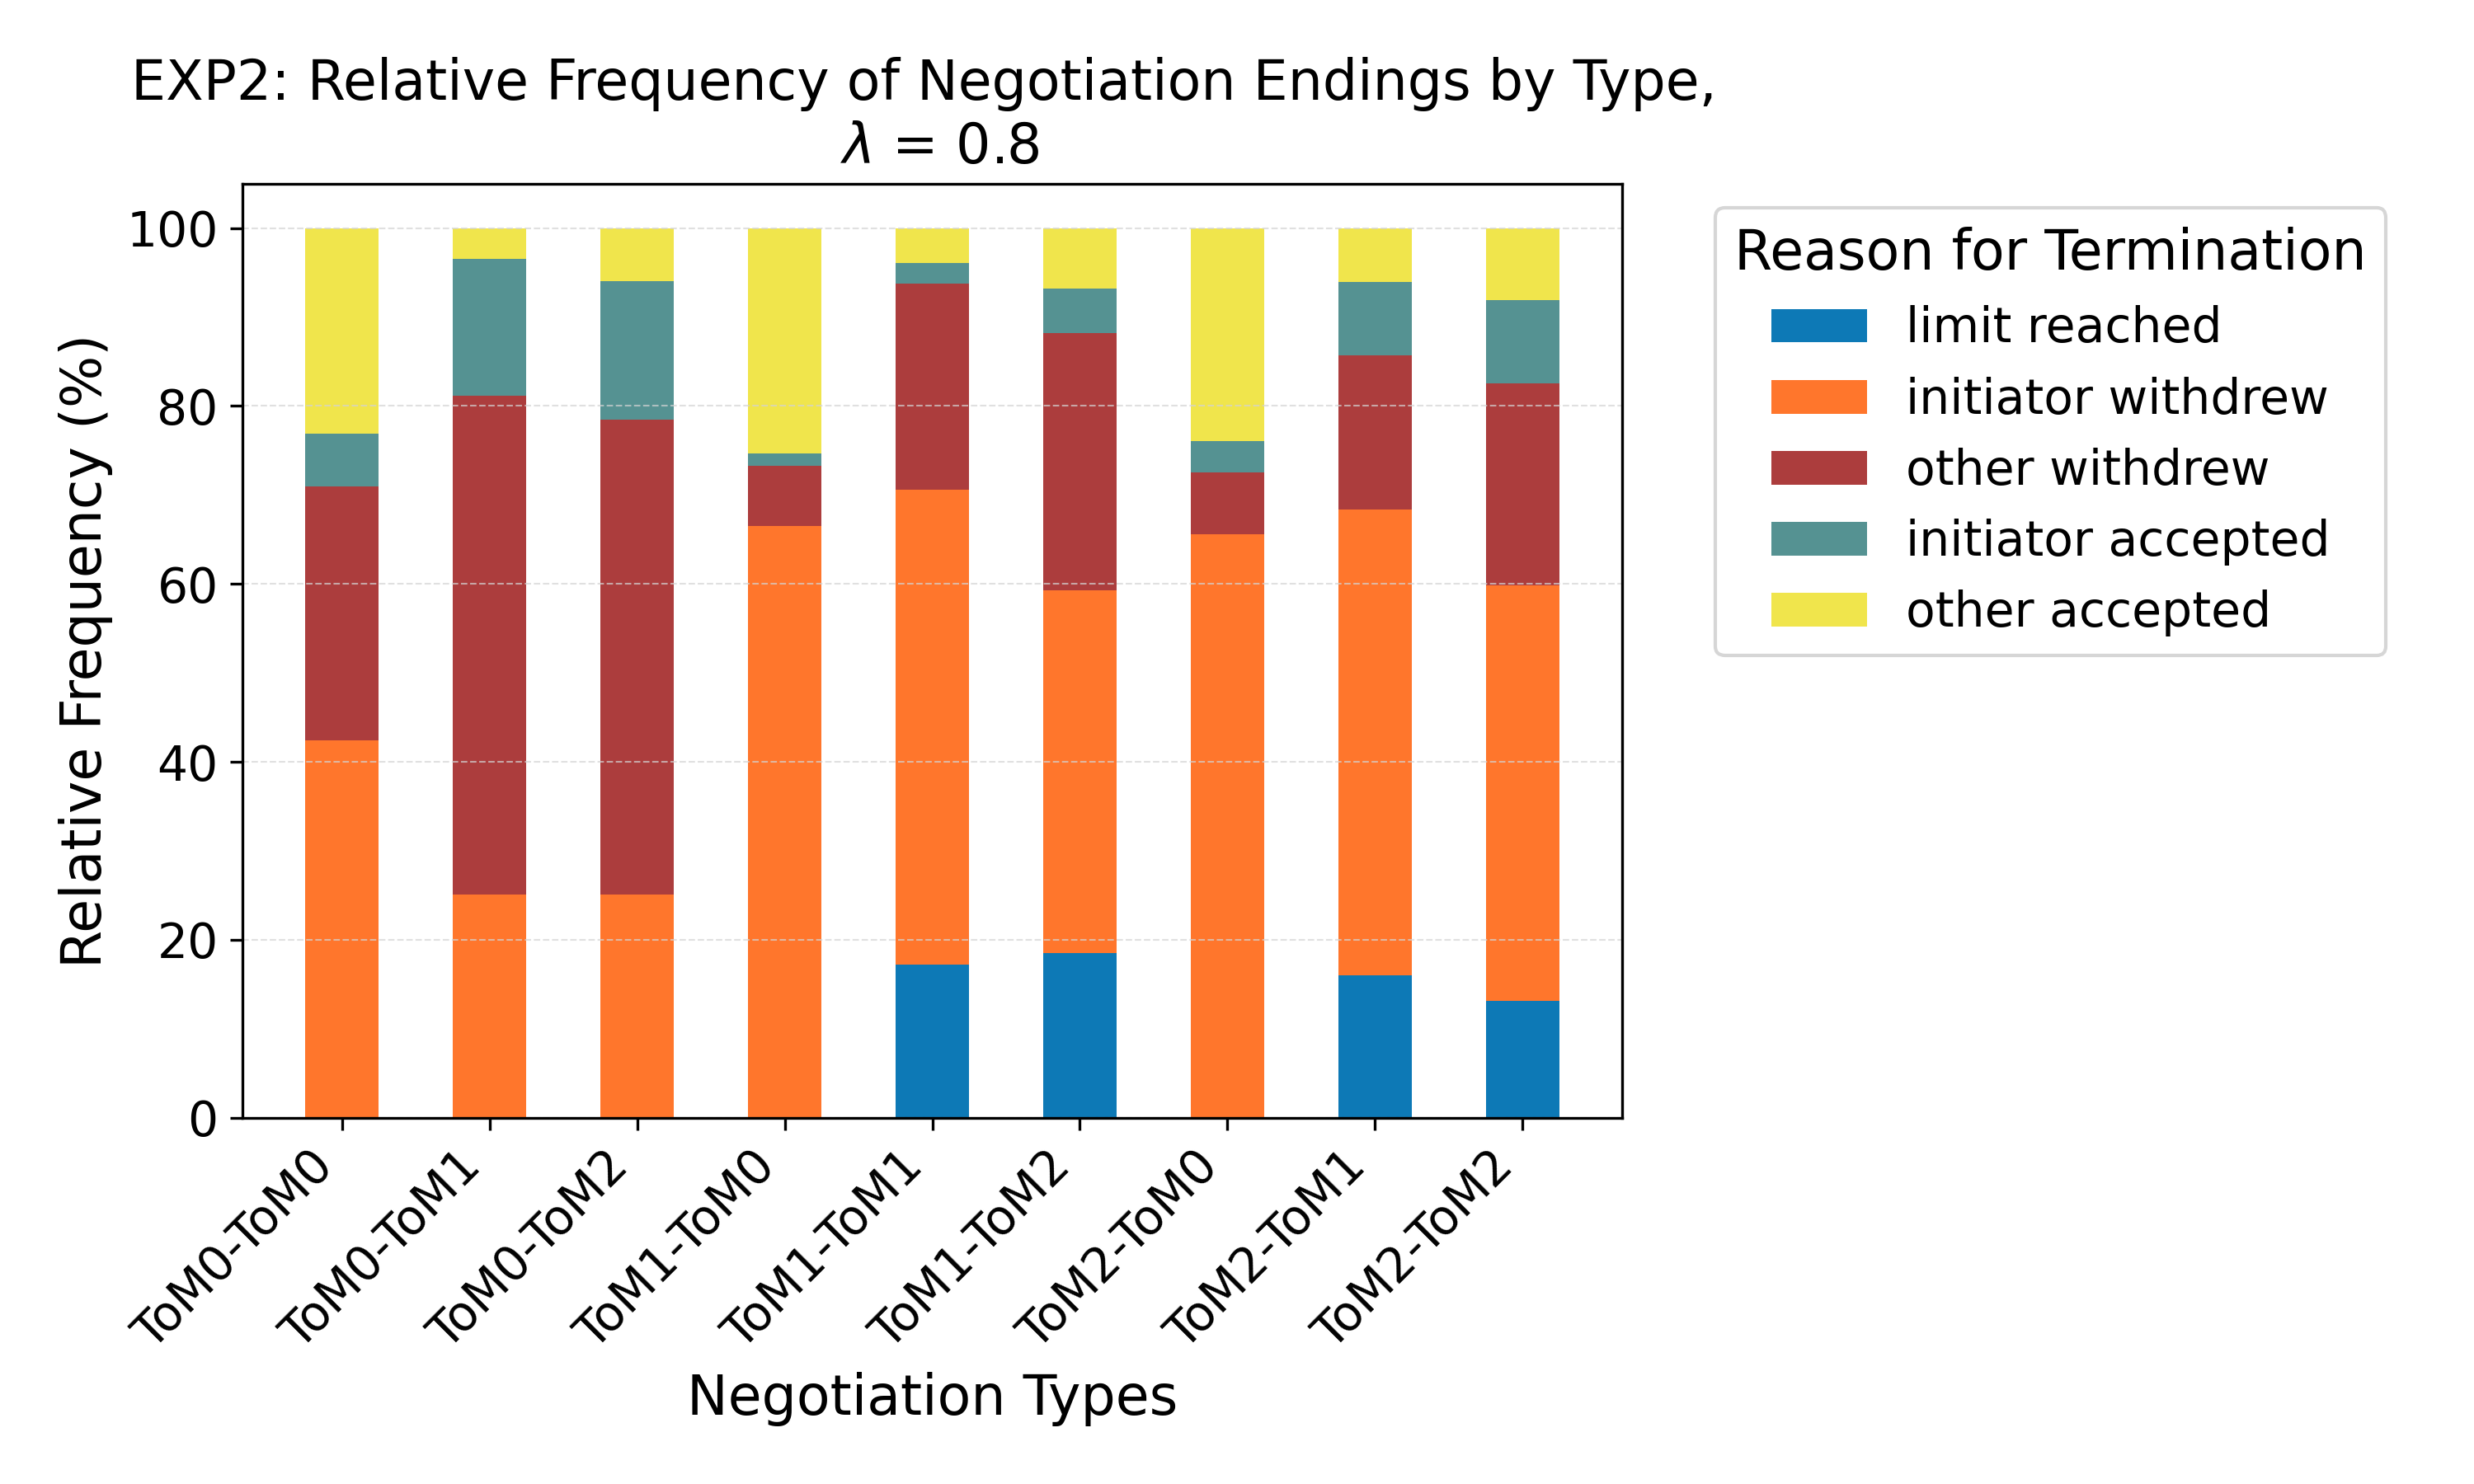 EXP2: Relative Frequency of Negotiation Endings by Type,
λ = 0.8
Relative Frequency (%)
100
80
60
40
20
0
ToM0-ToM0
ToM0-ToM1
ToM0-ToM2
ToM1-ToM0
ToM1-ToM1
ToM1-ToM2
ToM2-ToM0
ToM2-ToM1
ToM2-ToM2
Negotiation Types
Reason for Termination
limit reached
initiator withdrew
other withdrew
initiator accepted
other accepted